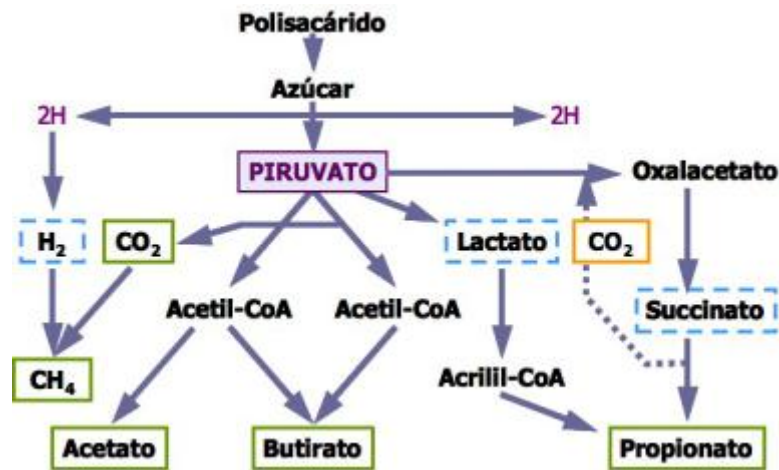 Polisacárido
Azúcar
2H 2H
PIRUVATO Oxalacetato
H₂ CO₂ Lactato CO₂
Acetil-CoA Acetil-CoA Succinato
CH₄ Acrilil-CoA
Acetato Butirato Propionato